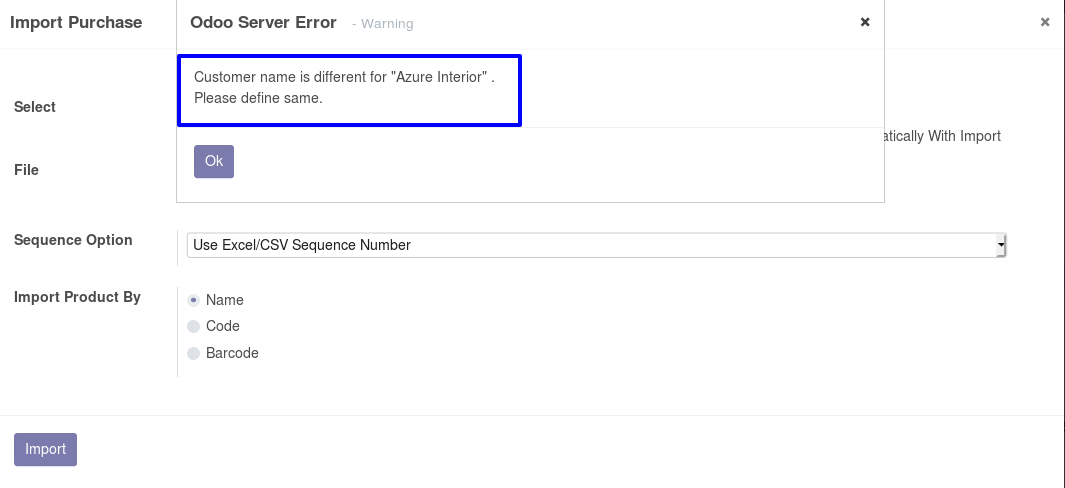 Import Purchase
Odoo Server Error - Warning
Customer name is different for "Azure Interior" .
Please define same.
Select
atically With Import
File
Ok
Sequence Option
Use Excel/CSV Sequence Number
Import Product By
Name
Code
Barcode
Import